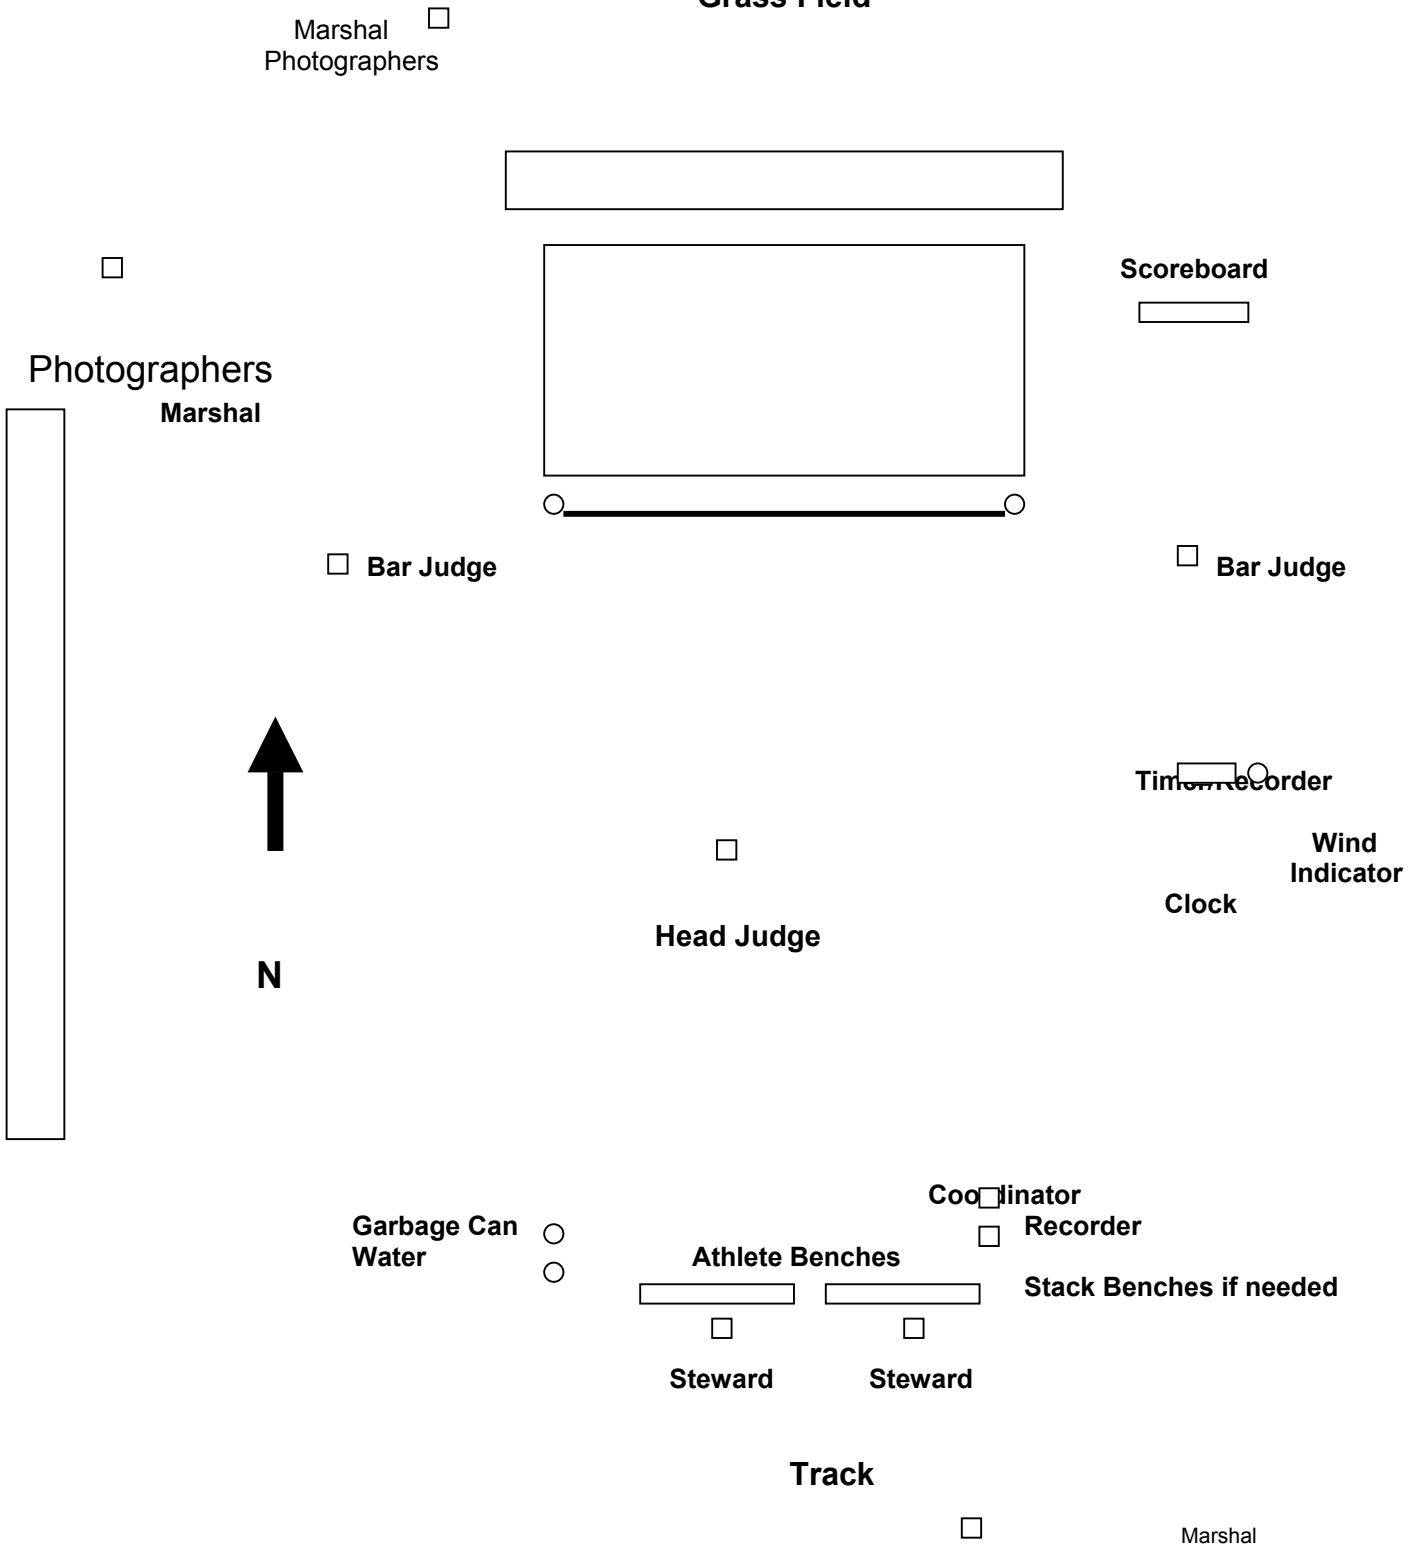 Grass Field
Marshal
Photographers
Scoreboard
Photographers
Marshal
Bar Judge
Bar Judge
Timer/Recorder
Wind
Indicator
Clock
Head Judge
N
Coordinator
Garbage Can
Recorder
Water
Athlete Benches
Stack Benches if needed
Steward
Steward
Track
Marshal